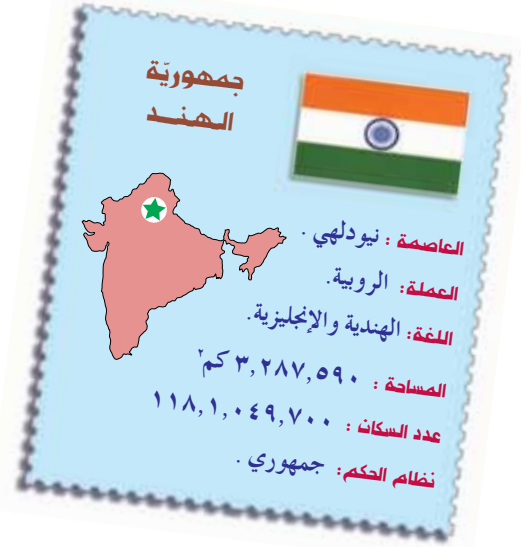 جمهوريّة
الهند
العاصمة : نيودلهي .
العملة: الروبية.
اللغة: الهندية والإنجليزية.
المساحة : ٣,٢٨٧,٥٩٠ كم٢
عدد السكان : ١١٨,١,٠٤٩,٧٠٠
نظام الحكم: جمهوري .